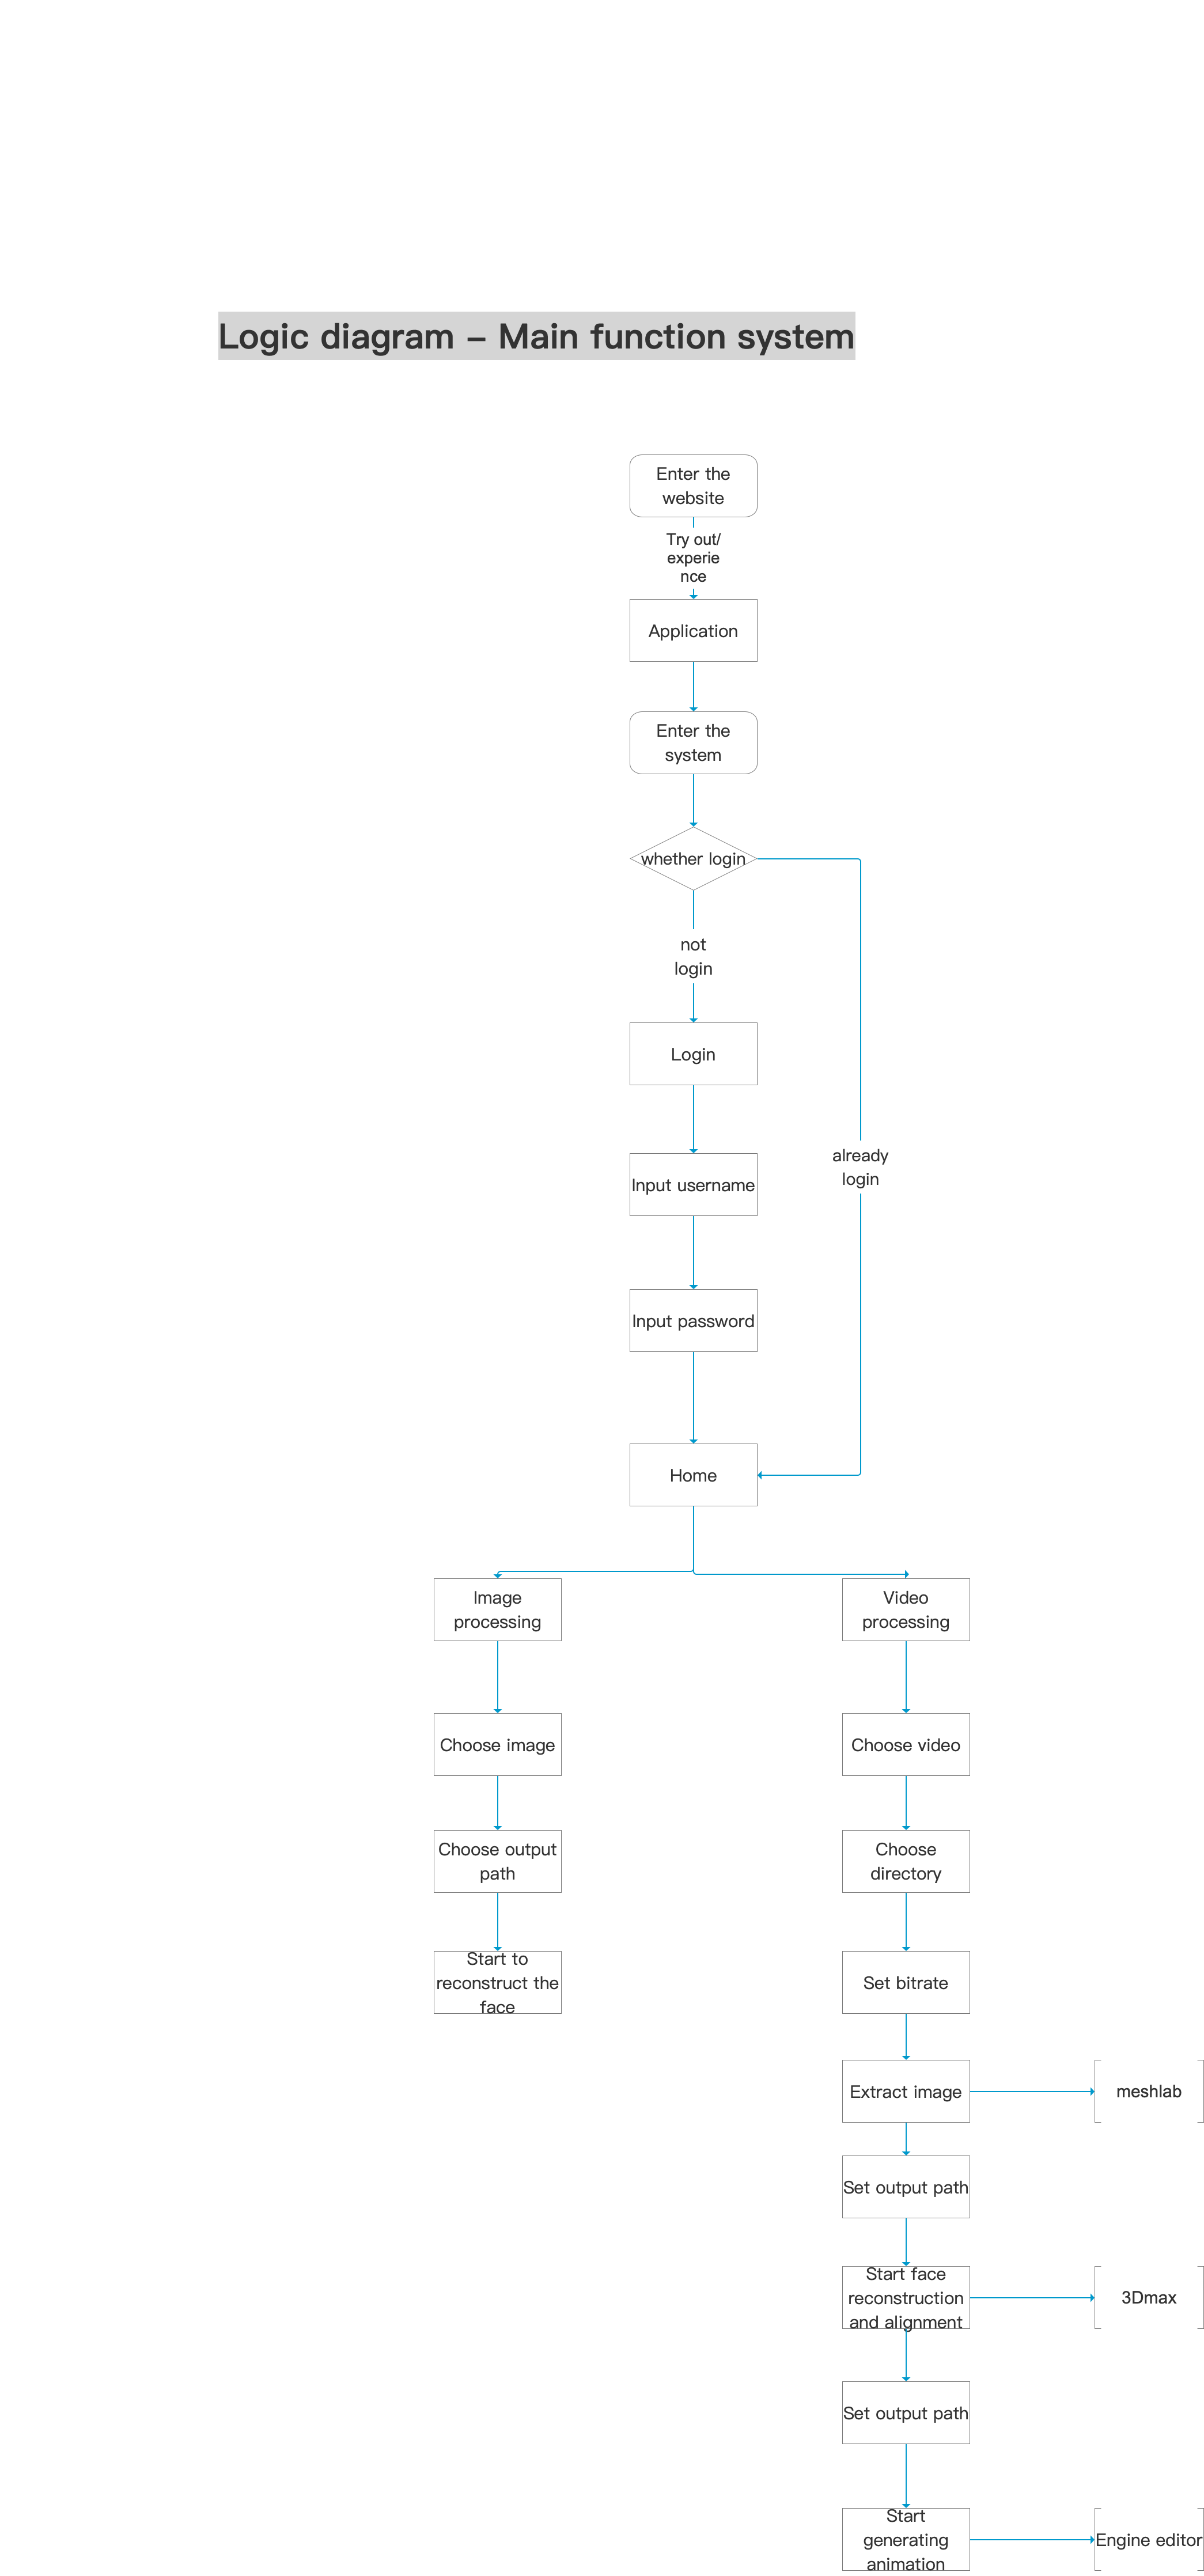 Logic diagram – Main function system
Enter the
website
Try out/
experie
nce
Application
Enter the
system
whether login
not
login
Login
already
login
Input username
Input password
Home
Image
processing
Video
processing
Choose image
Choose video
Choose output
path
Choose
directory
Start to
reconstruct the
face
Set bitrate
Extract image
meshlab
Set output path
Start face
reconstruction
and alignment
3Dmax
Set output path
Start
generating
animation
Engine editor